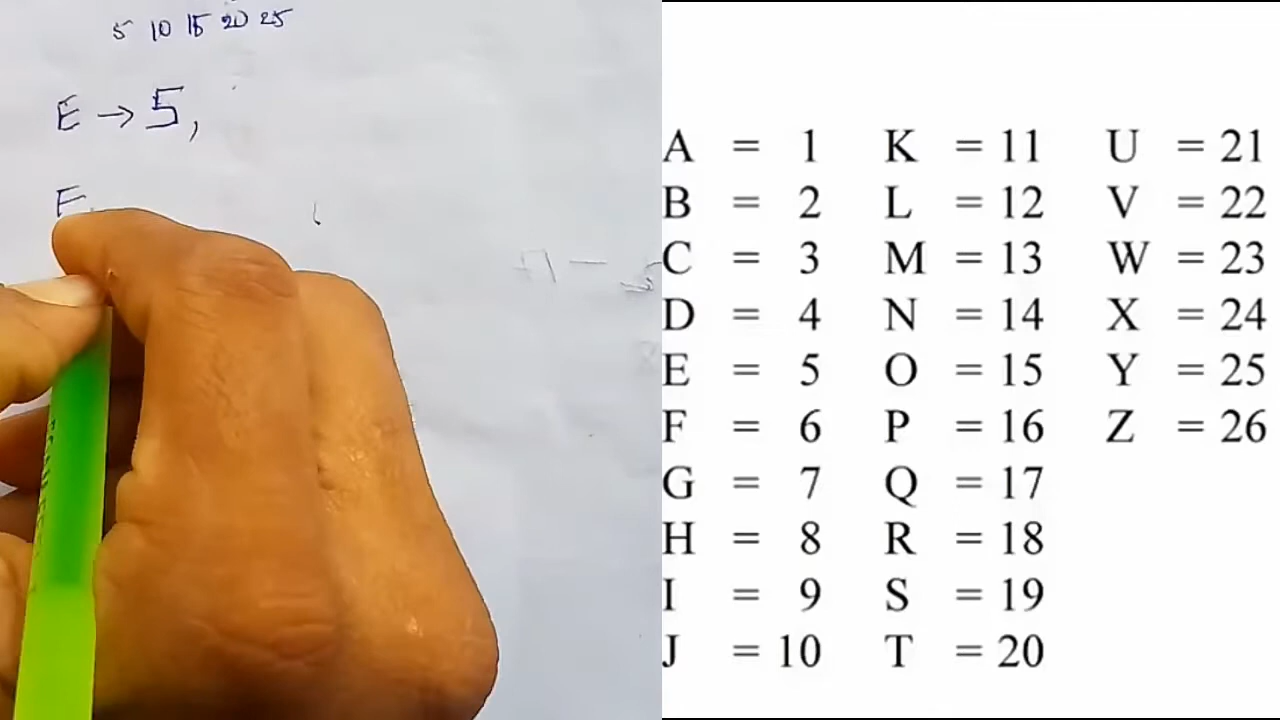 5 10 15 20 25
E → 5,
E
A = 1 K = 11 U = 21
B = 2 L = 12 V = 22
C = 3 M = 13 W = 23
D = 4 N = 14 X = 24
E = 5 O = 15 Y = 25
F = 6 P = 16 Z = 26
G = 7 Q = 17
H = 8 R = 18
I = 9 S = 19
J = 10 T = 20